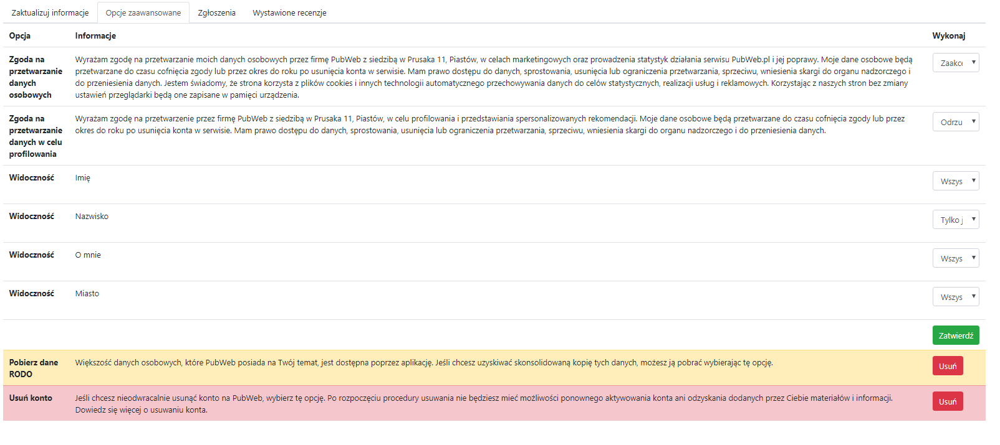 Zaktualizuj informacje Opcje zaawansowane Zgłoszenia Wystawione recenzje
Opcja Informacje Wykonaj
Zgoda na przetwarzanie danych osobowych
Wyrażam zgodę na przetwarzanie moich danych osobowych przez firmę PubWeb z siedzibą w Prusaka 11, Piastów, w celach marketingowych oraz prowadzenia statystyk działania serwisu PubWeb.pl i jej poprawy. Moje dane osobowe będą
przetwarzane do czasu cofnięcia zgody lub przez okres do roku po usunięcia konta w serwisie. Mam prawo dostępu do danych, sprostowania, usunięcia lub ograniczenia przetwarzania, sprzeciwu, wniesienia skargi do organu nadzorczego i
do przeniesienia danych. Jestem świadomy, że strona korzysta z plików cookies i innych technologii automatycznego przechowywania danych do celów statystycznych, realizacji usług i reklamowych. Korzystając z naszych stron bez zmiany
ustawień przeglądarki będą one zapisane w pamięci urządzenia.
Zaakce
Zgoda na przetwarzanie danych w celu profilowania
Wyrażam zgodę na przetwarzenie przez firmę PubWeb z siedzibą w Prusaka 11, Piastów, w celu profilowania i przedstawiania spersonalizowanych rekomendacji. Moje dane osobowe będą przetwarzane do czasu cofnięcia zgody lub przez
okres do roku po usunięcia konta w serwisie. Mam prawo dostępu do danych, sprostowania, usunięcia lub ograniczenia przetwarzania, sprzeciwu, wniesienia skargi do organu nadzorczego i do przeniesienia danych.
Odrzu
Widoczność Imię Wszys
Widoczność Nazwisko Tylko j
Widoczność O mnie Wszys
Widoczność Miasto Wszys
Zatwierdź
Pobierz dane RODO
Większość danych osobowych, które PubWeb posiada na Twój temat, jest dostępna poprzez aplikację. Jeśli chcesz uzyskiwać skonsolidowaną kopię tych danych, możesz ją pobrać wybierając tę opcję.
Usuń
Usuń konto
Jeśli chcesz nieodwracalnie usunąć konto na PubWeb, wybierz tę opcję. Po rozpoczęciu procedury usuwania nie będziesz mieć możliwości ponownego aktywowania konta ani odzyskania dodanych przez Ciebie materiałów i informacji.
Dowiedz się więcej o usuwaniu konta.
Usuń